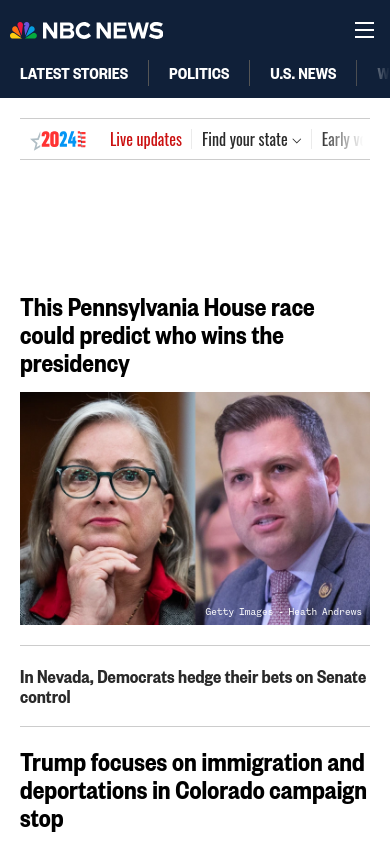 NBC NEWS
LATEST STORIES
POLITICS
U.S. NEWS
2024
Live updates
Find your state
Early
This Pennsylvania House race
could predict who wins the
presidency
Getty Images - Heath Andrews
In Nevada, Democrats hedge their bets on Senate
control
Trump focuses on immigration and
deportations in Colorado campaign
stop